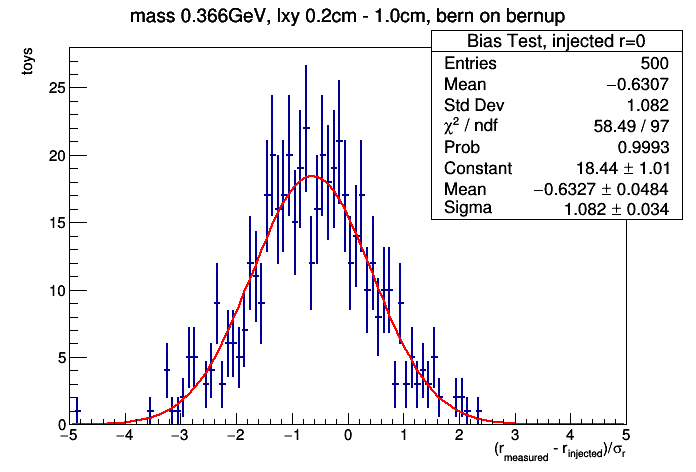 mass 0.366GeV, lxy 0.2cm - 1.0cm, bern on bernup
Bias Test, injected r=0
Entries 500
Mean −0.6307
Std Dev 1.082
χ² / ndf 58.49 / 97
Prob 0.9993
Constant 18.44 ± 1.01
Mean −0.6327 ± 0.0484
Sigma 1.082 ± 0.034
toys
25
20
15
10
5
0
−5 −4 −3 −2 −1 0 1 2 3 4 5
(r_measured - r_injected)/σ_r